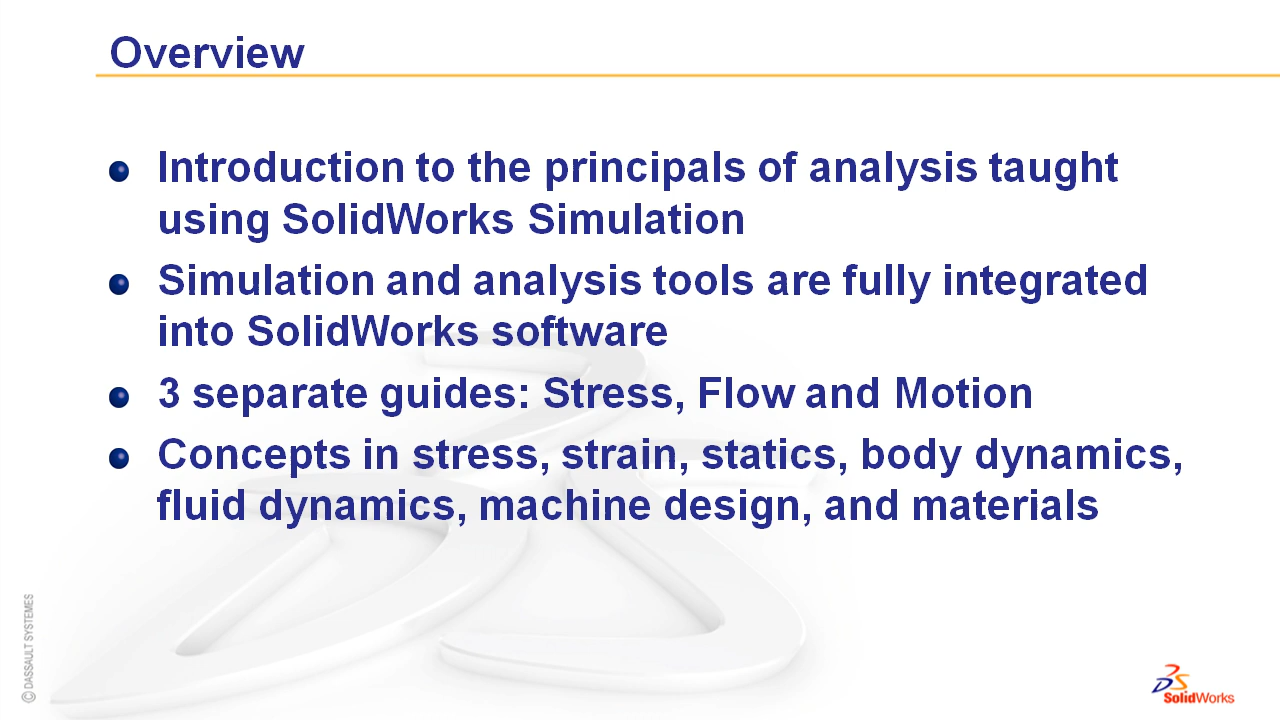 Overview
Introduction to the principals of analysis taught
using SolidWorks Simulation
Simulation and analysis tools are fully integrated
into SolidWorks software
3 separate guides: Stress, Flow and Motion
Concepts in stress, strain, statics, body dynamics,
fluid dynamics, machine design, and materials
© DASSAULT SYSTEMES
SolidWorks